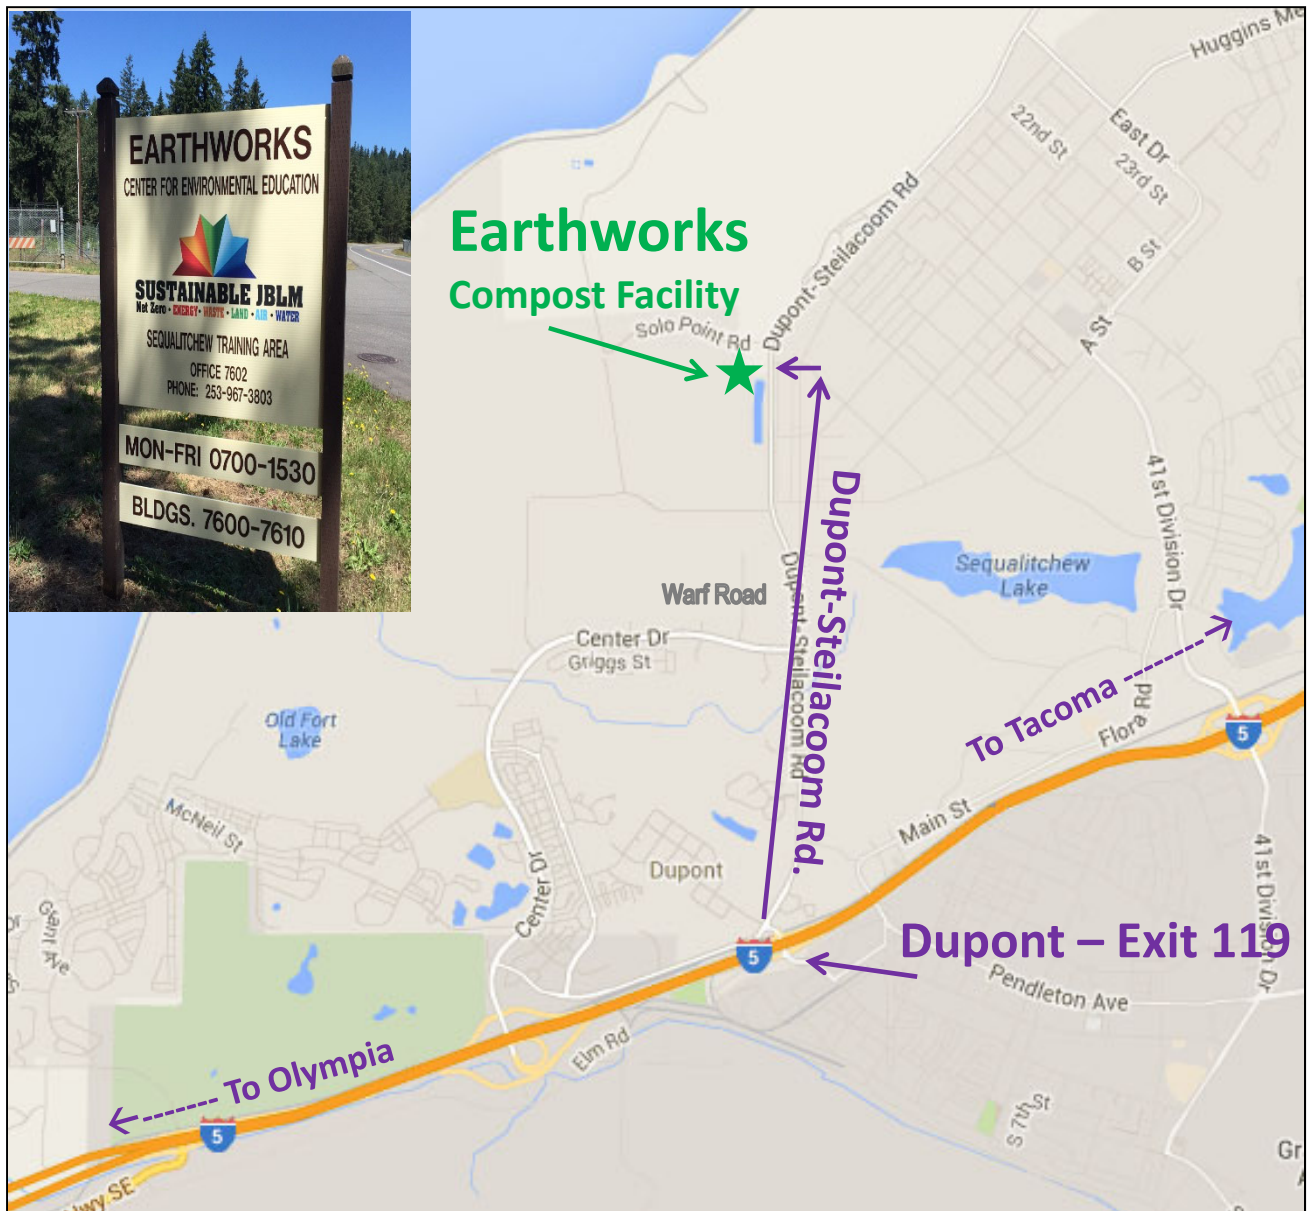 EARTHWORKS
CENTER FOR ENVIRONMENTAL EDUCATION
SUSTAINABLE JBLM
Net Zero • ENERGY • WASTE • LAND • AIR • WATER
SEQUALITCHEW TRAINING AREA
OFFICE 7602
PHONE: 253-967-3803
MON-FRI 0700-1530
BLDGS. 7600-7610
Earthworks
Compost Facility
Solo Point Rd
Dupont-Steilacoom Rd
22nd St
East Dr
23rd St
B St
A St
41st Division Dr
Dupont-Steilacoom Rd.
Dupont-Steilacoom Rd
Sequalitchew
Lake
Warf Road
Center Dr
Griggs St
Old Fort
Lake
To Tacoma
Flora Rd
5
McNeil St
Main St
Center Dr
Dupont
41st Division Dr
Grant Ave
Dupont – Exit 119
5
Pendleton Ave
Elm Rd
To Olympia
5
S 7th St